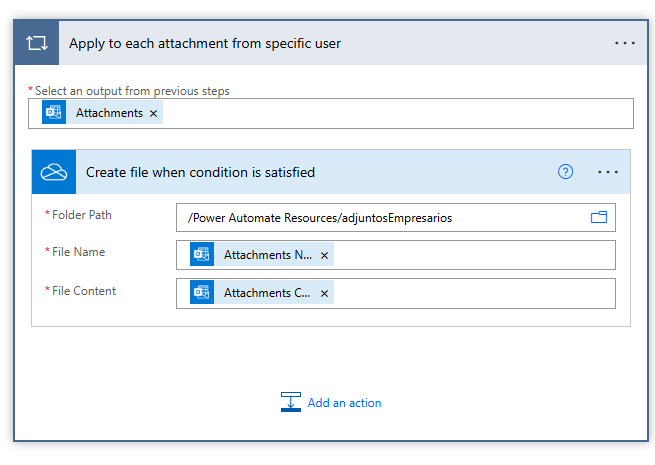 Apply to each attachment from specific user
* Select an output from previous steps
Attachments ×
Create file when condition is satisfied
* Folder Path
/Power Automate Resources/adjuntosEmpresarios
* File Name
Attachments N... ×
* File Content
Attachments C... ×
Add an action